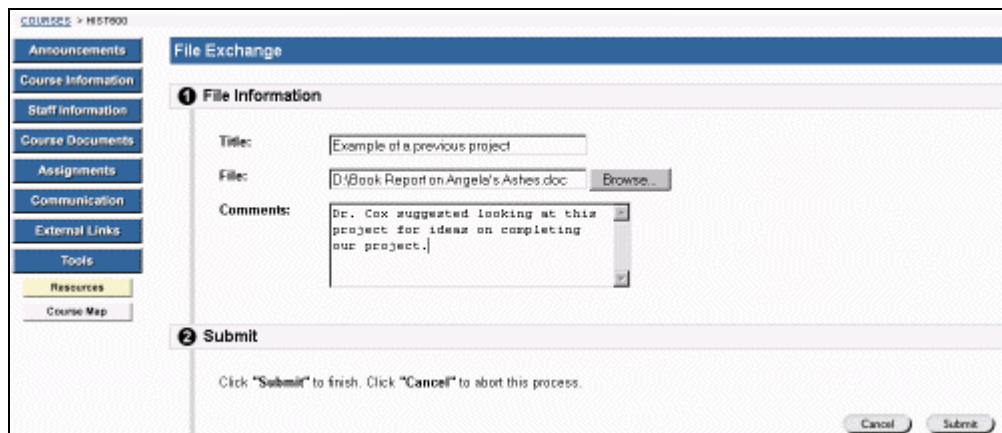 COURSES > HIST600
Announcements
Course Information
Staff Information
Course Documents
Assignments
Communication
External Links
Tools
Resources
Course Map
File Exchange
1 File Information
Title:
Example of a previous project
File:
D:\Book Report on Angela's Ashes.doc
Browse...
Comments:
Dr. Cox suggested looking at this
project for ideas on completing
our project.
2 Submit
Click "Submit" to finish. Click "Cancel" to abort this process.
Cancel
Submit